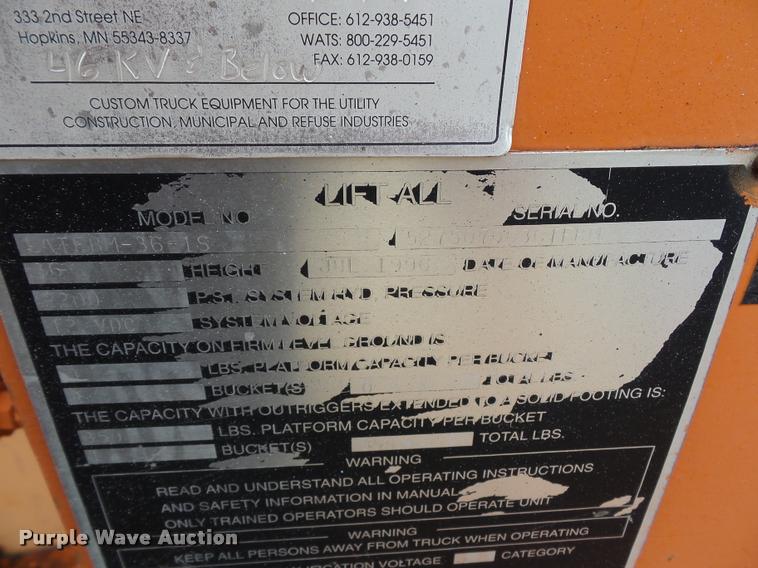 333 2nd Street NE
Hopkins, MN 55343-8337
OFFICE: 612-938-5451
WATS: 800-229-5451
FAX: 612-938-0159
46 KV & Below
CUSTOM TRUCK EQUIPMENT FOR THE UTILITY
CONSTRUCTION, MUNICIPAL AND REFUSE INDUSTRIES
LIFT-ALL
MODEL NO. SERIAL NO.
HEIGHT JUL 1996 DATE OF MANUFACTURE
P.S.I. SYSTEM HYD. PRESSURE
12 VDC SYSTEM VOLTAGE
THE CAPACITY ON FIRM LEVEL GROUND IS
LBS. PLATFORM CAPACITY PER BUCKET
BUCKET(S) TOTAL LBS.
THE CAPACITY WITH OUTRIGGERS EXTENDED TO A SOLID FOOTING IS:
LBS. PLATFORM CAPACITY PER BUCKET
BUCKET(S) TOTAL LBS.
WARNING
READ AND UNDERSTAND ALL OPERATING INSTRUCTIONS
AND SAFETY INFORMATION IN MANUAL
ONLY TRAINED OPERATORS SHOULD OPERATE UNIT
WARNING
KEEP ALL PERSONS AWAY FROM TRUCK WHEN OPERATING
VOLTAGE CATEGORY
Purple Wave Auction